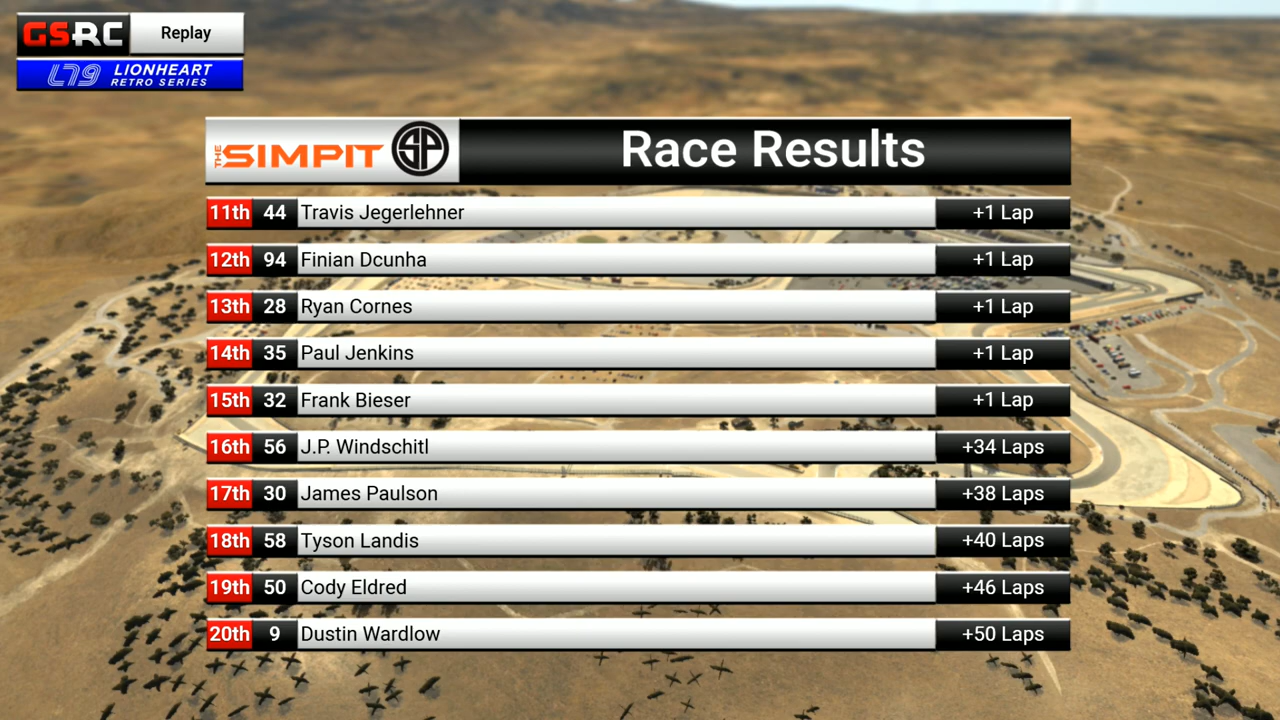 GSRC Replay
L79 LIONHEART
RETRO SERIES
THE SIMPIT SP Race Results
11th 44 Travis Jegerlehner +1 Lap
12th 94 Finian Dcunha +1 Lap
13th 28 Ryan Cornes +1 Lap
14th 35 Paul Jenkins +1 Lap
15th 32 Frank Bieser +1 Lap
16th 56 J.P. Windschitl +34 Laps
17th 30 James Paulson +38 Laps
18th 58 Tyson Landis +40 Laps
19th 50 Cody Eldred +46 Laps
20th 9 Dustin Wardlow +50 Laps